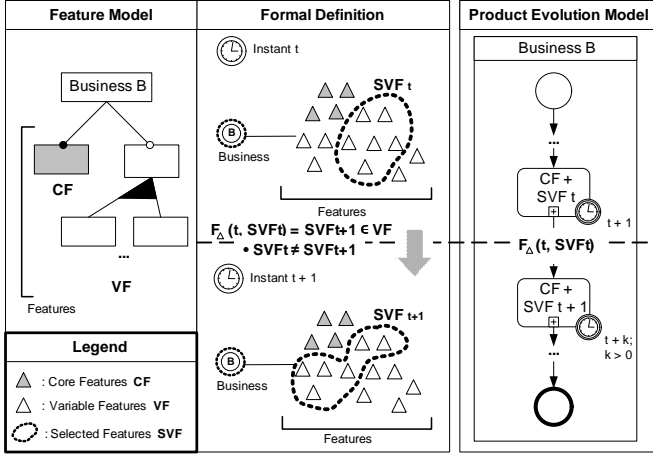 Feature Model
Business B
CF
...
VF
Features
Legend
: Core Features CF
: Variable Features VF
: Selected Features SVF
Formal Definition
Instant t
SVF t
B
Business
Features
F△ (t, SVFt) = SVFt+1 ∈ VF
• SVFt ≠ SVFt+1
Instant t + 1
SVF t+1
B
Business
Features
Product Evolution Model
Business B
...
CF +
SVF t
t + 1
F△ (t, SVFt)
CF +
SVF t + 1
t + k;
k > 0
...